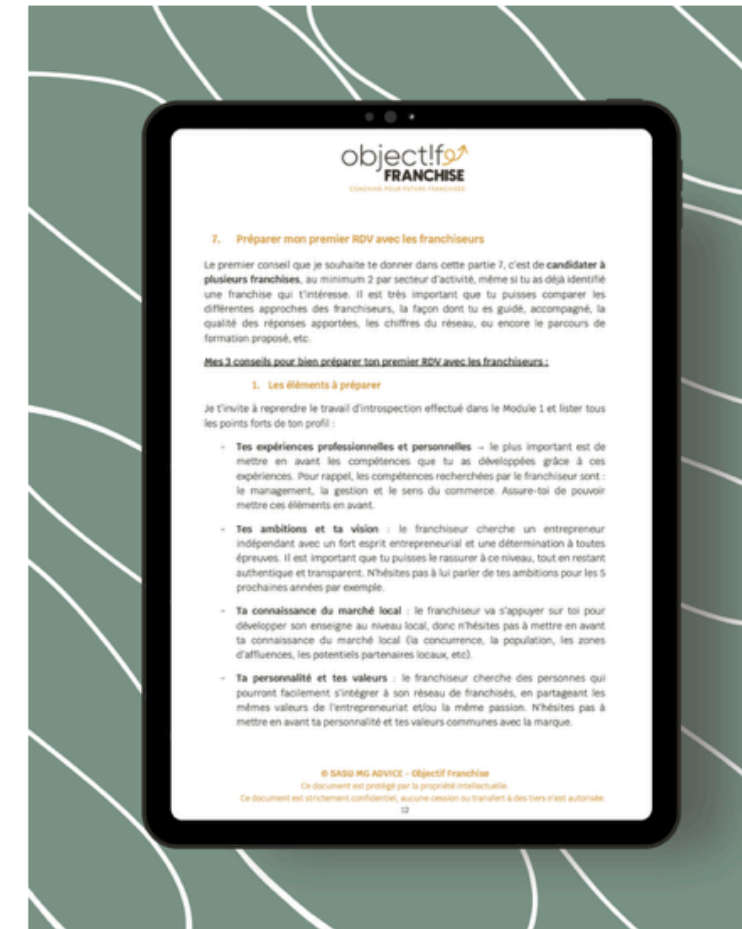 object!f
FRANCHISE
COACHING POUR FUTURE FRANCHISÉS
7. Préparer mon premier RDV avec les franchiseurs
Le premier conseil que je souhaite te donner dans cette partie 7, c'est de candidater à
plusieurs franchises, au minimum 2 par secteur d'activité, même si tu as déjà identifié
une franchise qui t'intéresse. Il est très important que tu puisses comparer les
différentes approches des franchiseurs, la façon dont tu es guidé, accompagné, la
qualité des réponses apportées, les chiffres du réseau, ou encore le parcours de
formation proposé, etc.
Mes 3 conseils pour bien préparer ton premier RDV avec les franchiseurs :
1. Les éléments à préparer
Je t'invite à reprendre le travail d'introspection effectué dans le Module 1 et lister tous
les points forts de ton profil :
- Tes expériences professionnelles et personnelles → le plus important est de
mettre en avant les compétences que tu as développées grâce à ces
expériences. Pour rappel, les compétences recherchées par le franchiseur sont :
le management, la gestion et le sens du commerce. Assure-toi de pouvoir
mettre ces éléments en avant.
- Tes ambitions et ta vision : le franchiseur cherche un entrepreneur
indépendant avec un fort esprit entrepreneurial et une détermination à toutes
épreuves. Il est important que tu puisses le rassurer à ce niveau, tout en restant
authentique et transparent. N'hésites pas à lui parler de tes ambitions pour les 5
prochaines années par exemple.
- Ta connaissance du marché local : le franchiseur va s'appuyer sur toi pour
développer son enseigne au niveau local, donc n'hésites pas à mettre en avant
ta connaissance du marché local (la concurrence, la population, les zones
d'affluences, les potentiels partenaires locaux, etc).
- Ta personnalité et tes valeurs : le franchiseur cherche des personnes qui
pourront facilement s'intégrer à son réseau de franchisés, en partageant les
mêmes valeurs de l'entrepreneuriat et/ou la même passion. N'hésites pas à
mettre en avant ta personnalité et tes valeurs communes avec la marque.
© SASU MG ADVICE - Objectif Franchise
Ce document est protégé par la propriété intellectuelle
Ce document est strictement confidentiel, aucune cession ou transfert à des tiers n'est autorisée
12